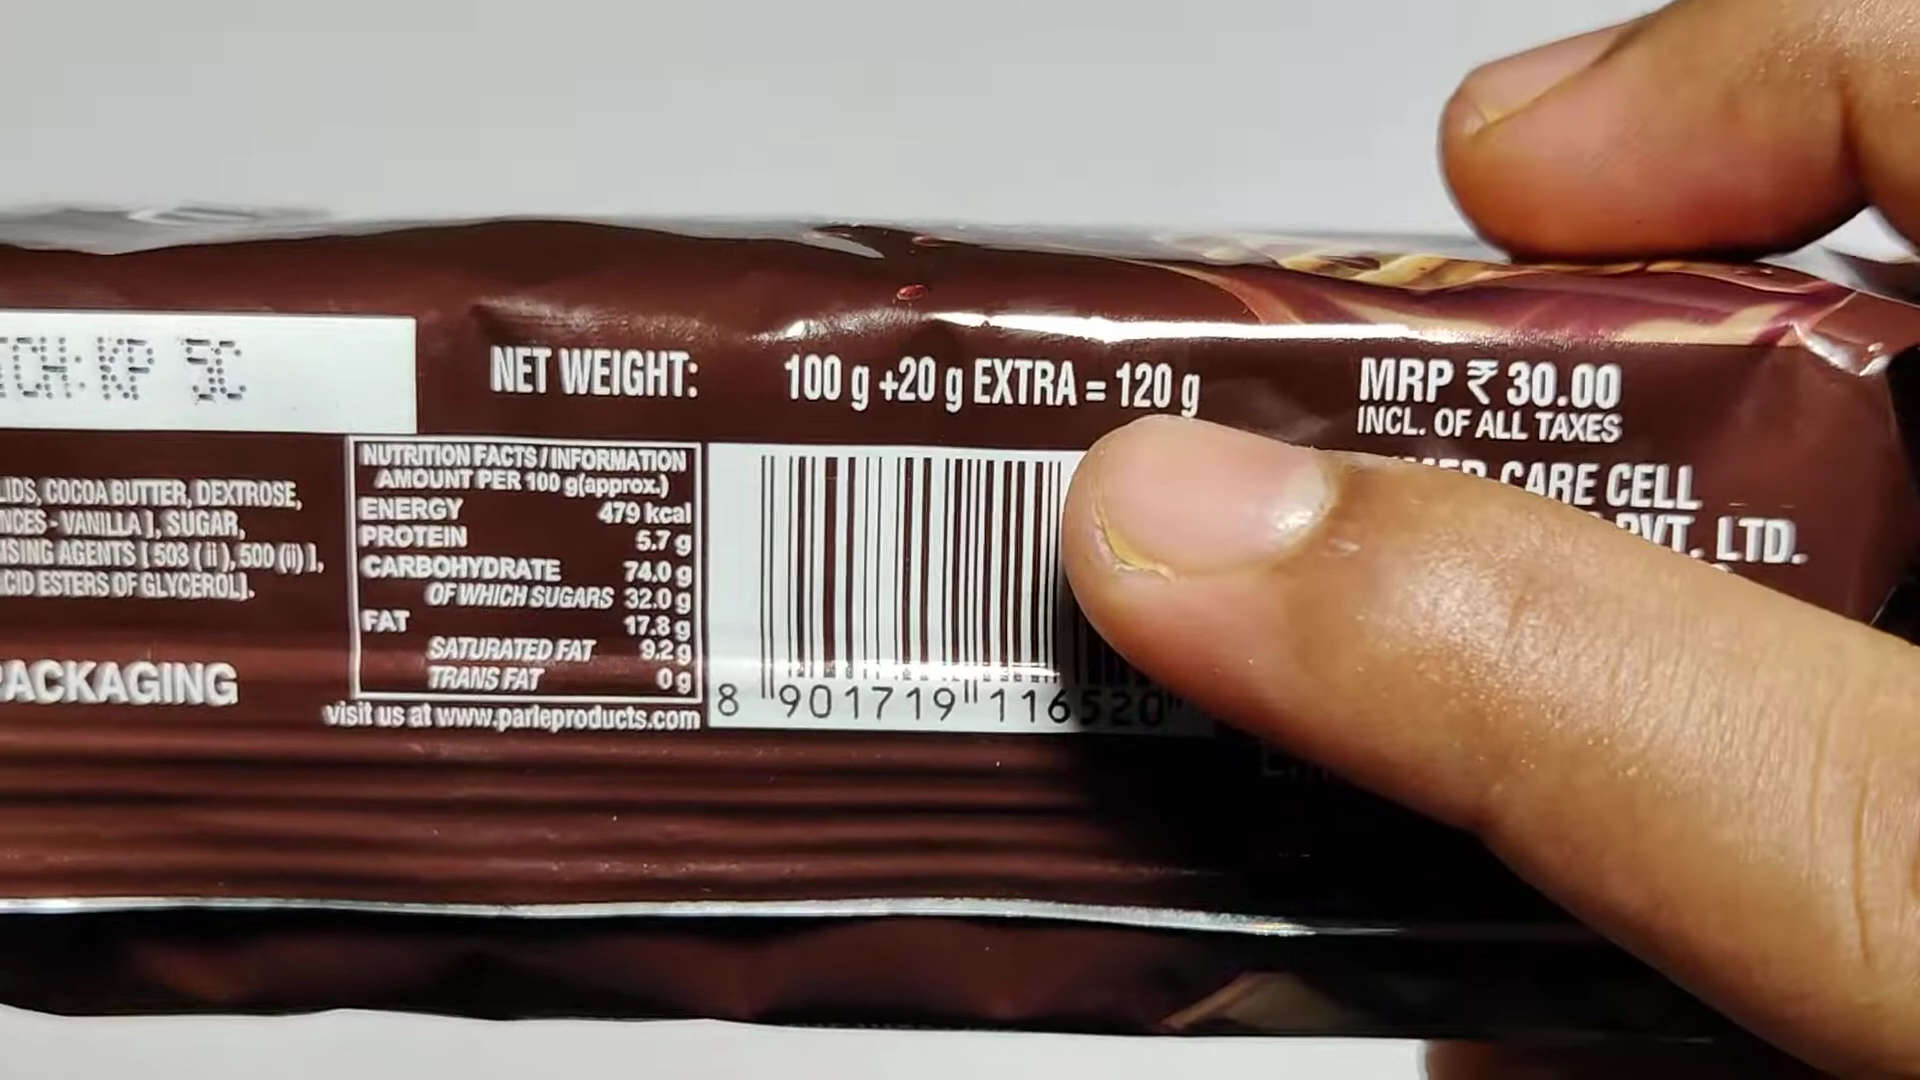 TCH: KP 5C
NET WEIGHT: 100 g +20 g EXTRA = 120 g
MRP ₹ 30.00
INCL. OF ALL TAXES
CARE CELL
PVT. LTD.
LIDS, COCOA BUTTER, DEXTROSE,
NCES - VANILLA ], SUGAR,
ISING AGENTS [ 503 (ii), 500 (ii) ],
CID ESTERS OF GLYCEROL].
PACKAGING
NUTRITION FACTS / INFORMATION
AMOUNT PER 100 g(approx.)
ENERGY 479 kcal
PROTEIN 5.7 g
CARBOHYDRATE 74.0 g
OF WHICH SUGARS 32.0 g
FAT 17.8 g
SATURATED FAT 9.2 g
TRANS FAT 0 g
visit us at www.parleproducts.com
8 901719 116520